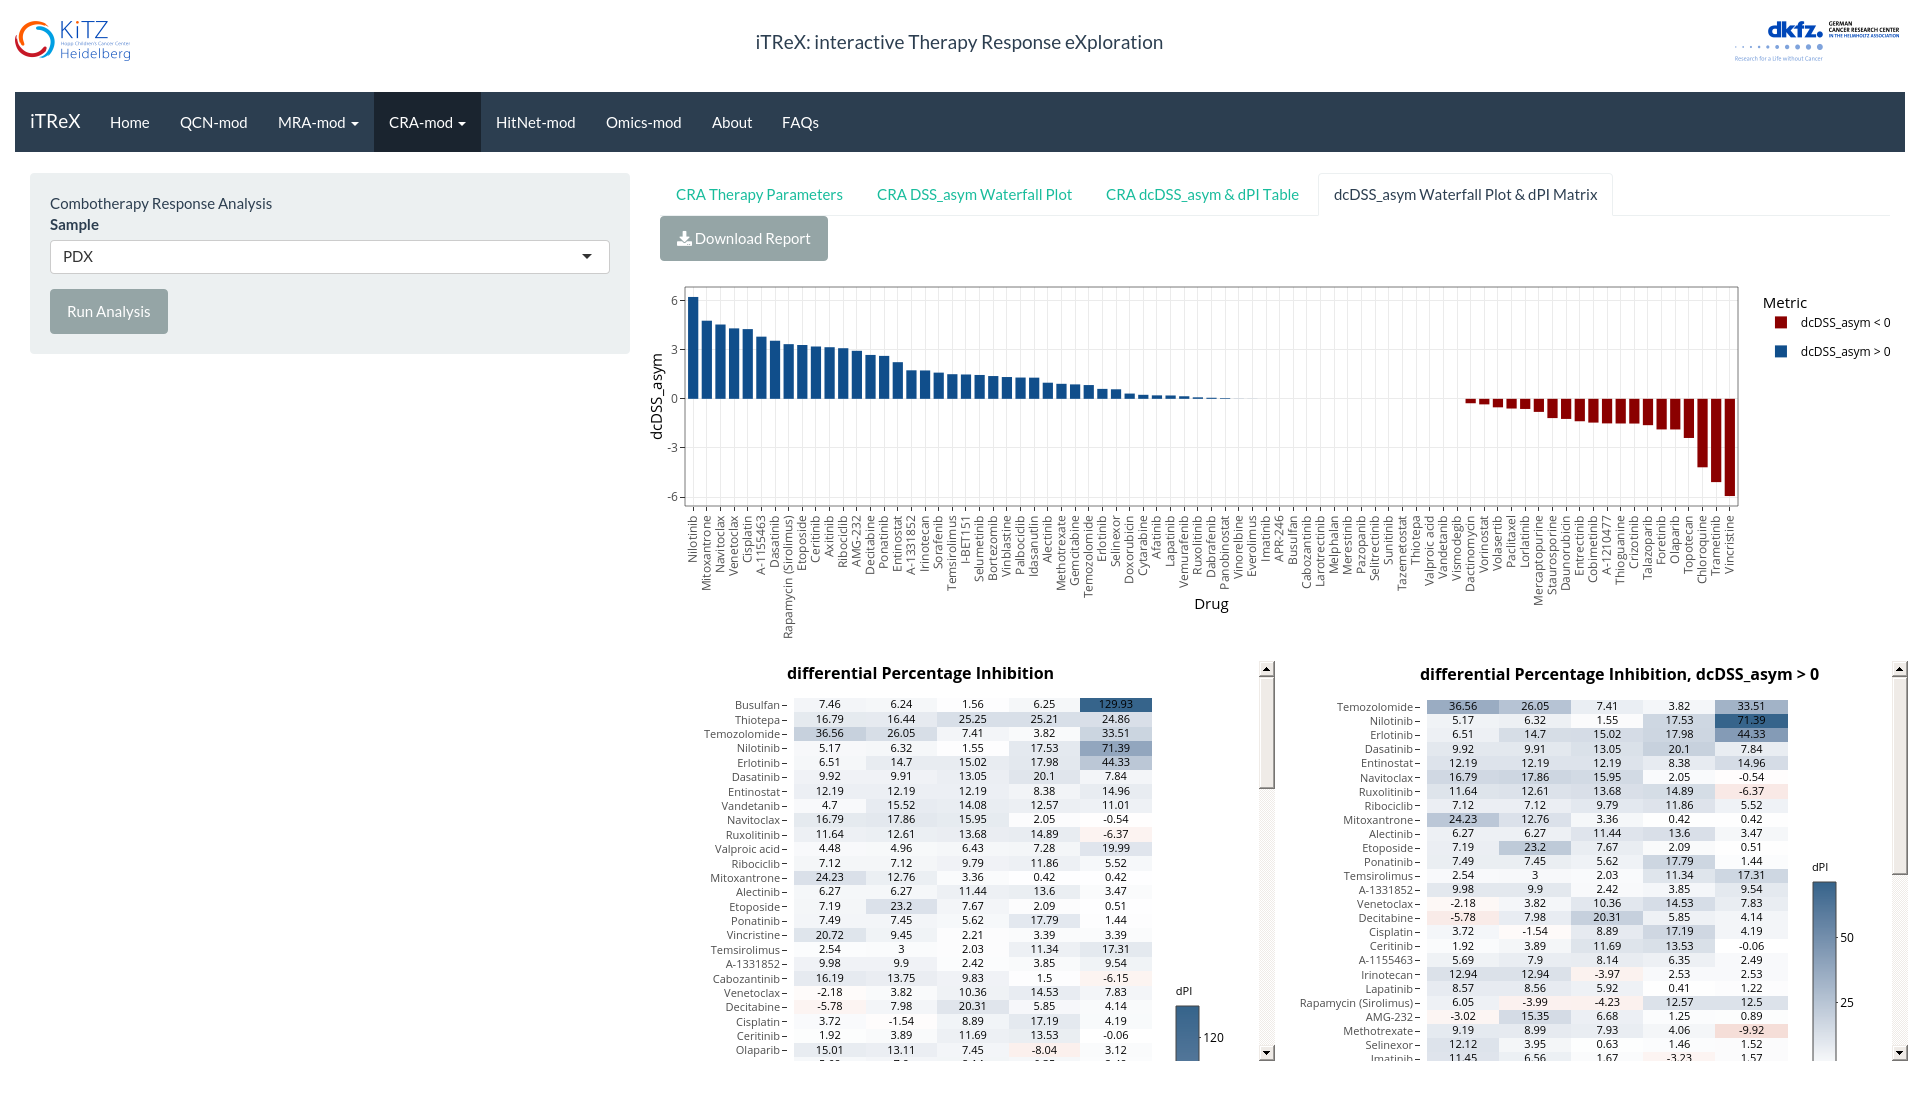 KiTZ
Hopp Children's Cancer Center
Heidelberg
iTReX: interactive Therapy Response eXploration
dkfz.
GERMAN
CANCER RESEARCH CENTER
IN THE HELMHOLTZ ASSOCIATION
Research for a Life without Cancer
iTReX Home QCN-mod MRA-mod CRA-mod HitNet-mod Omics-mod About FAQs
Combotherapy Response Analysis
Sample
PDX
Run Analysis
CRA Therapy Parameters CRA DSS_asym Waterfall Plot CRA dcDSS_asym & dPI Table dcDSS_asym Waterfall Plot & dPI Matrix
Download Report
dcDSS_asym
6
3
0
-3
-6
Metric
dcDSS_asym < 0
dcDSS_asym > 0
Nilotinib
Mitoxantrone
Navitoclax
Venetoclax
Cisplatin
A-1155463
Dasatinib
Rapamycin (Sirolimus)
Etoposide
Ceritinib
Axitinib
Ribociclib
AMG-232
Decitabine
Ponatinib
Entinostat
A-1331852
Irinotecan
Sorafenib
Temsirolimus
I-BET151
Selumetinib
Bortezomib
Vinblastine
Palbociclib
Idasanutlin
Alectinib
Methotrexate
Gemcitabine
Temozolomide
Erlotinib
Selinexor
Doxorubicin
Cytarabine
Afatinib
Lapatinib
Vemurafenib
Ruxolitinib
Dabrafenib
Panobinostat
Vinorelbine
Everolimus
Imatinib
APR-246
Busulfan
Cabozantinib
Larotrectinib
Melphalan
Merestinib
Pazopanib
Selitrectinib
Sunitinib
Tazemetostat
Thiotepa
Valproic acid
Vandetanib
Vismodegib
Dactinomycin
Vorinostat
Volasertib
Paclitaxel
Lorlatinib
Mercaptopurine
Staurosporine
Daunorubicin
Entrectinib
Cobimetinib
A-1210477
Thioguanine
Crizotinib
Talazoparib
Foretinib
Olaparib
Topotecan
Chloroquine
Trametinib
Vincristine
Drug
differential Percentage Inhibition
Busulfan 7.46 6.24 1.56 6.25 129.93
Thiotepa 16.79 16.44 25.25 25.21 24.86
Temozolomide 36.56 26.05 7.41 3.82 33.51
Nilotinib 5.17 6.32 1.55 17.53 71.39
Erlotinib 6.51 14.7 15.02 17.98 44.33
Dasatinib 9.92 9.91 13.05 20.1 7.84
Entinostat 12.19 12.19 12.19 8.38 14.96
Vandetanib 4.7 15.52 14.08 12.57 11.01
Navitoclax 16.79 17.86 15.95 2.05 -0.54
Ruxolitinib 11.64 12.61 13.68 14.89 -6.37
Valproic acid 4.48 4.96 6.43 7.28 19.99
Ribociclib 7.12 7.12 9.79 11.86 5.52
Mitoxantrone 24.23 12.76 3.36 0.42 0.42
Alectinib 6.27 6.27 11.44 13.6 3.47
Etoposide 7.19 23.2 7.67 2.09 0.51
Ponatinib 7.49 7.45 5.62 17.79 1.44
Vincristine 20.72 9.45 2.21 3.39 3.39
Temsirolimus 2.54 3 2.03 11.34 17.31
A-1331852 9.98 9.9 2.42 3.85 9.54
Cabozantinib 16.19 13.75 9.83 1.5 -6.15
Venetoclax -2.18 3.82 10.36 14.53 7.83
Decitabine -5.78 7.98 20.31 5.85 4.14
Cisplatin 3.72 -1.54 8.89 17.19 4.19
Ceritinib 1.92 3.89 11.69 13.53 -0.06
Olaparib 15.01 13.11 7.45 -8.04 3.12
dPI
120
differential Percentage Inhibition, dcDSS_asym > 0
Temozolomide 36.56 26.05 7.41 3.82 33.51
Nilotinib 5.17 6.32 1.55 17.53 71.39
Erlotinib 6.51 14.7 15.02 17.98 44.33
Dasatinib 9.92 9.91 13.05 20.1 7.84
Entinostat 12.19 12.19 12.19 8.38 14.96
Navitoclax 16.79 17.86 15.95 2.05 -0.54
Ruxolitinib 11.64 12.61 13.68 14.89 -6.37
Ribociclib 7.12 7.12 9.79 11.86 5.52
Mitoxantrone 24.23 12.76 3.36 0.42 0.42
Alectinib 6.27 6.27 11.44 13.6 3.47
Etoposide 7.19 23.2 7.67 2.09 0.51
Ponatinib 7.49 7.45 5.62 17.79 1.44
Temsirolimus 2.54 3 2.03 11.34 17.31
A-1331852 9.98 9.9 2.42 3.85 9.54
Venetoclax -2.18 3.82 10.36 14.53 7.83
Decitabine -5.78 7.98 20.31 5.85 4.14
Cisplatin 3.72 -1.54 8.89 17.19 4.19
Ceritinib 1.92 3.89 11.69 13.53 -0.06
A-1155463 5.69 7.9 8.14 6.35 2.49
Irinotecan 12.94 12.94 -3.97 2.53 2.53
Lapatinib 8.57 8.56 5.92 0.41 1.22
Rapamycin (Sirolimus) 6.05 -3.99 -4.23 12.57 12.5
AMG-232 -3.02 15.35 6.68 1.25 0.89
Methotrexate 9.19 8.99 7.93 4.06 -9.92
Selinexor 12.12 3.95 0.63 1.46 1.52
Imatinib 11.45 6.56 1.67 -3.23 1.57
dPI
50
25